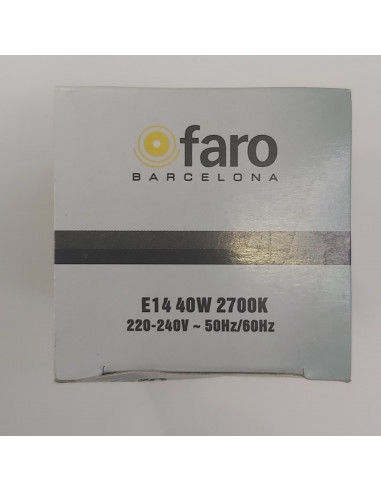 faro
BARCELONA
E14 40W 2700K
220-240V ~ 50Hz/60Hz